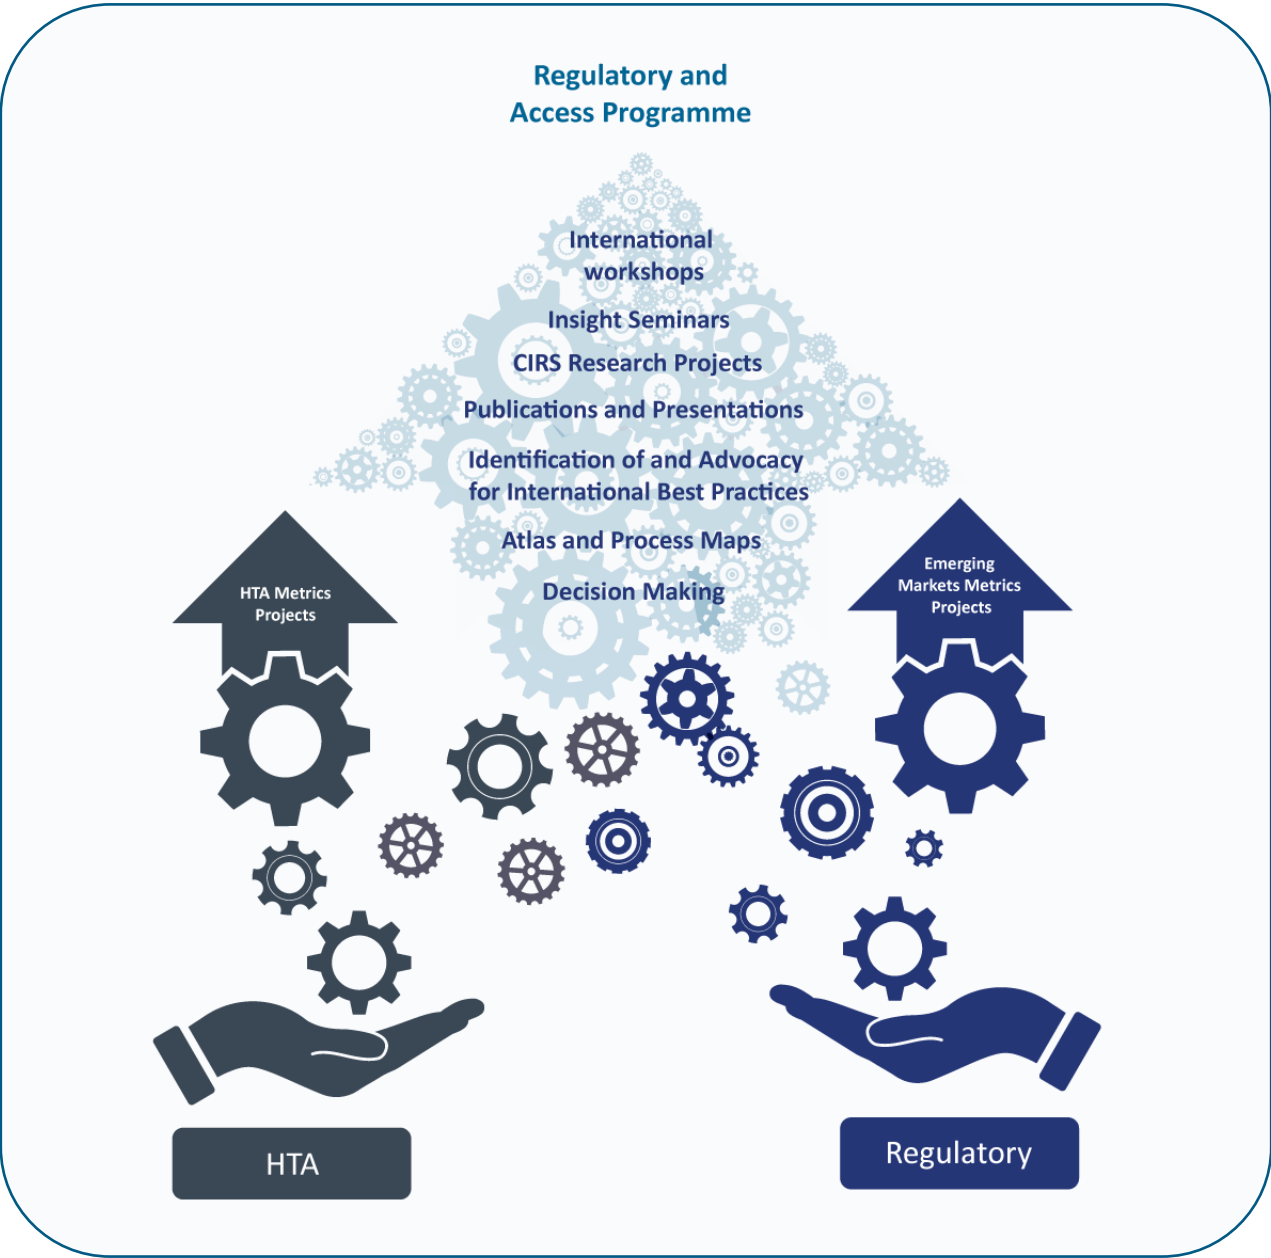 Regulatory and
Access Programme
International
workshops
Insight Seminars
CIRS Research Projects
Publications and Presentations
Identification of and Advocacy
for International Best Practices
Atlas and Process Maps
Decision Making
HTA Metrics
Projects
Emerging
Markets Metrics
Projects
HTA
Regulatory